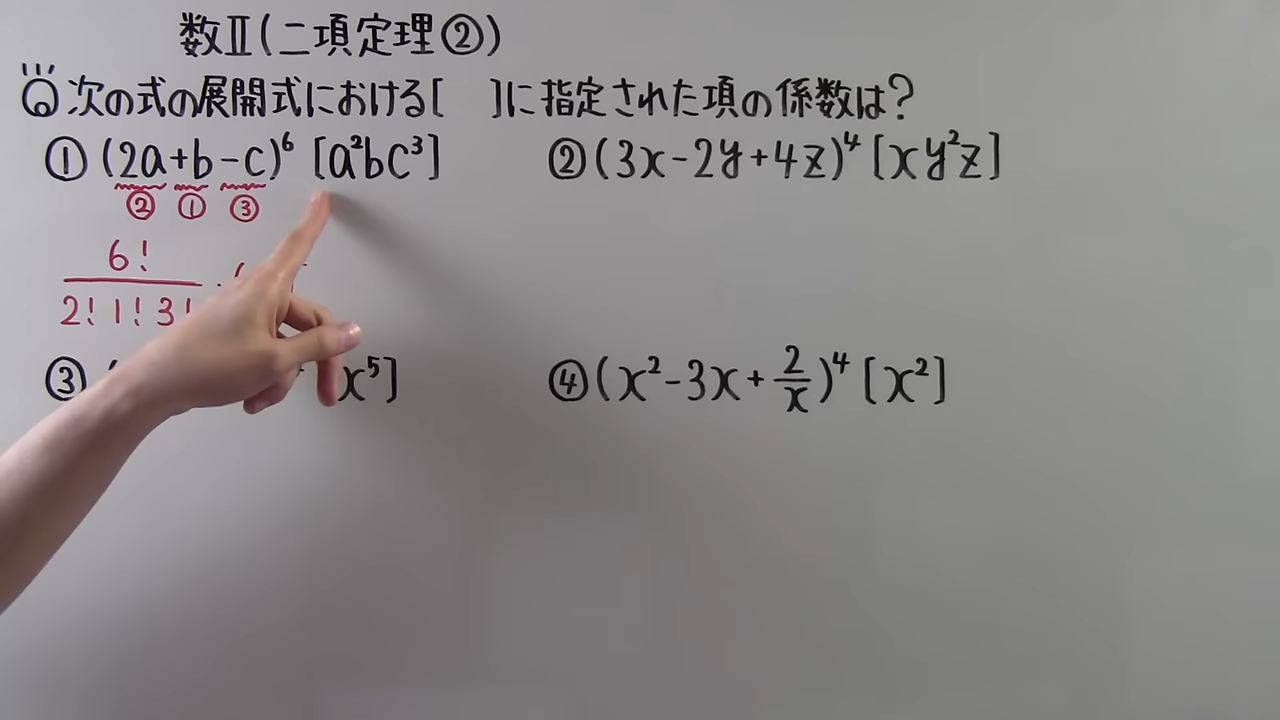 数Ⅱ(二項定理②)
Q 次の式の展開式における[ ]に指定された項の係数は?
① (2a+b-c)⁶ [a²bc³] ② (3x-2y+4z)⁴ [xy²z]
② ① ③
6!
2! 1! 3!
③ ( x⁵] ④ (x²-3x+2/x)⁴ [x²]